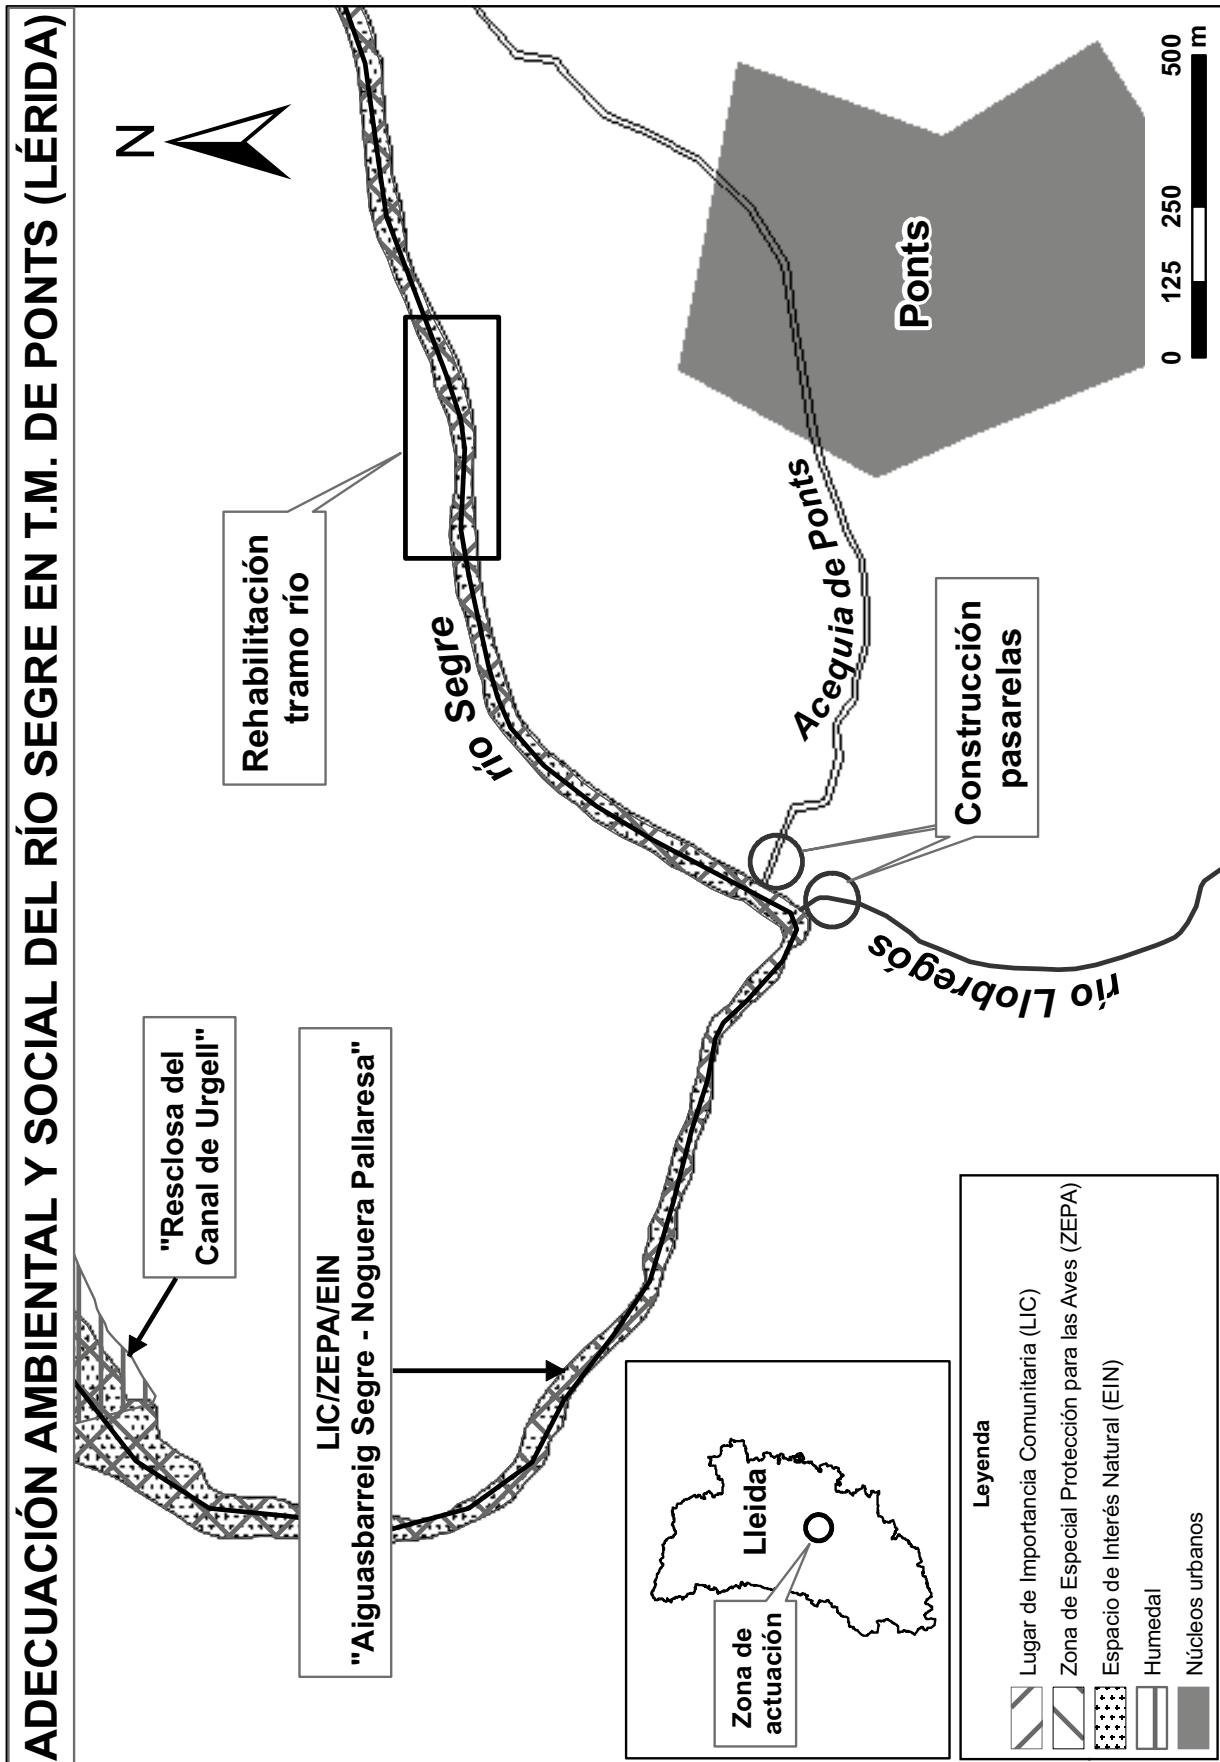 ADECUACIÓN AMBIENTAL Y SOCIAL DEL RÍO SEGRE EN T.M. DE PONTS (LÉRIDA)
N
"Resclosa del
Canal de Urgell"
Rehabilitación
tramo río
LIC/ZEPA/EIN
"Aiguasbarreig Segre - Noguera Pallaresa"
río Segre
Acequia de Ponts
Ponts
río Llobregós
Construcción
pasarelas
Lleida
Zona de
actuación
Leyenda
Lugar de Importancia Comunitaria (LIC)
Zona de Especial Protección para las Aves (ZEPA)
Espacio de Interés Natural (EIN)
Humedal
Núcleos urbanos
0 125 250 500 m